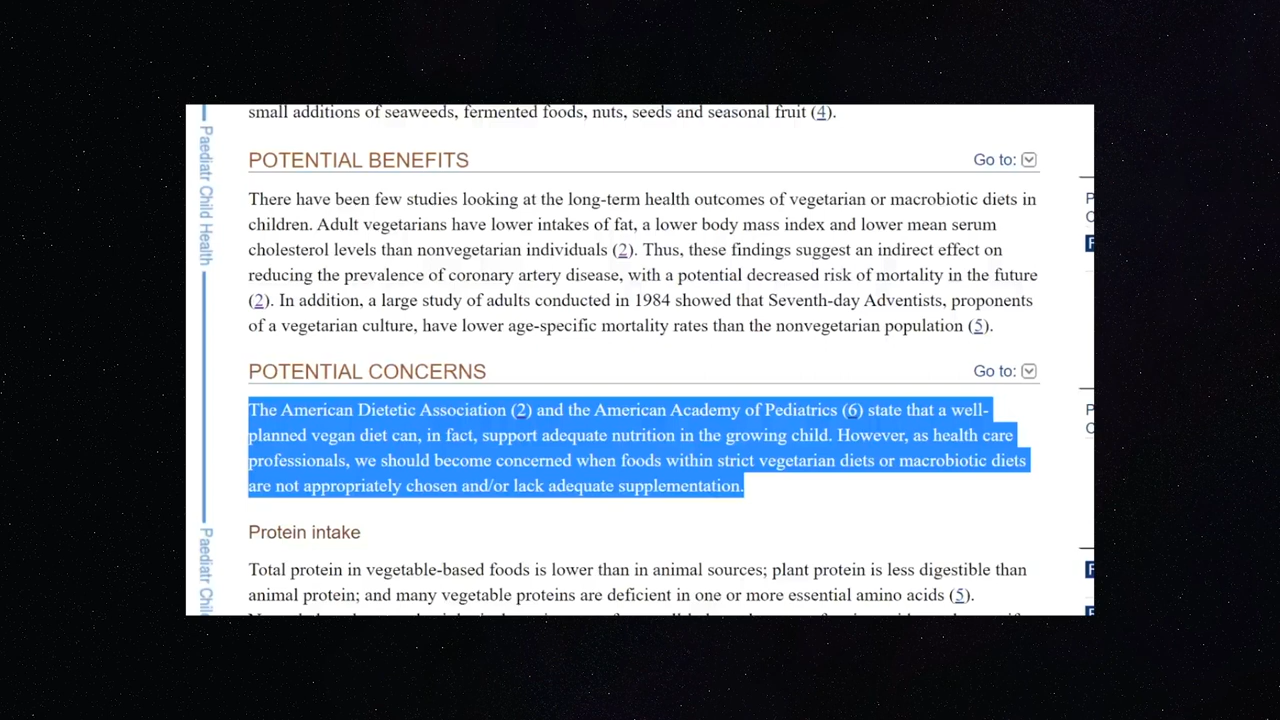 small additions of seaweeds, fermented foods, nuts, seeds and seasonal fruit (4).
POTENTIAL BENEFITS
Go to:
There have been few studies looking at the long-term health outcomes of vegetarian or macrobiotic diets in
children. Adult vegetarians have lower intakes of fat, a lower body mass index and lower mean serum
cholesterol levels than nonvegetarian individuals (2). Thus, these findings suggest an indirect effect on
reducing the prevalence of coronary artery disease, with a potential decreased risk of mortality in the future
(2). In addition, a large study of adults conducted in 1984 showed that Seventh-day Adventists, proponents
of a vegetarian culture, have lower age-specific mortality rates than the nonvegetarian population (5).
POTENTIAL CONCERNS
Go to:
The American Dietetic Association (2) and the American Academy of Pediatrics (6) state that a well-
planned vegan diet can, in fact, support adequate nutrition in the growing child. However, as health care
professionals, we should become concerned when foods within strict vegetarian diets or macrobiotic diets
are not appropriately chosen and/or lack adequate supplementation.
Protein intake
Total protein in vegetable-based foods is lower than in animal sources; plant protein is less digestible than
animal protein; and many vegetable proteins are deficient in one or more essential amino acids (5).
Paediatr Child Health
Paediatr